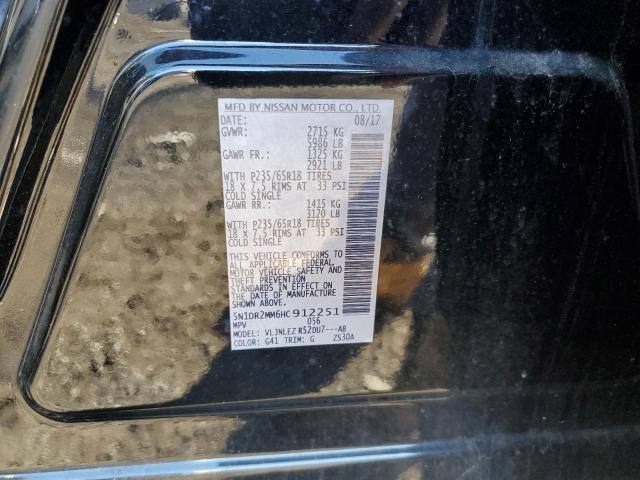 MFD BY NISSAN MOTOR CO., LTD.
DATE: 08/17
GVWR: 2715 KG
5986 LB
GAWR FR.: 1325 KG
2921 LB
WITH P235/65R18 TIRES
18 X 7.5 RIMS AT 33 PSI
COLD SINGLE
GAWR RR.: 1415 KG
3120 LB
WITH P235/65R18 TIRES
18 X 7.5 RIMS AT 33 PSI
COLD SINGLE
THIS VEHICLE CONFORMS TO
ALL APPLICABLE FEDERAL
MOTOR VEHICLE SAFETY AND
THEFT PREVENTION
STANDARDS IN EFFECT ON
THE DATE OF MANUFACTURE
SHOWN ABOVE.
5N1DR2MM6HC912251
MPV 056
MODEL: VLJNLEZ R52DU7---AB
COLOR: G41 TRIM: G ZS30A